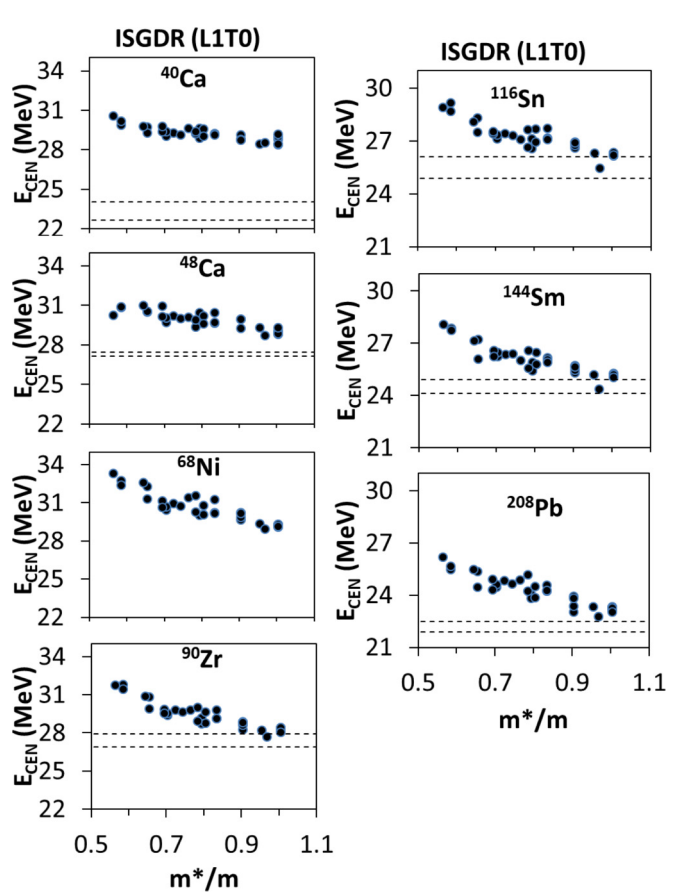 ISGDR (L1T0)
34
31
28
25
22
E_CEN (MeV)
⁴⁰Ca
34
31
28
25
22
E_CEN (MeV)
⁴⁸Ca
34
31
28
25
22
E_CEN (MeV)
⁶⁸Ni
34
31
28
25
22
E_CEN (MeV)
⁹⁰Zr
0.5 0.7 0.9 1.1
m*/m
ISGDR (L1T0)
30
27
24
21
E_CEN (MeV)
¹¹⁶Sn
30
27
24
21
E_CEN (MeV)
¹⁴⁴Sm
30
27
24
21
E_CEN (MeV)
²⁰⁸Pb
0.5 0.7 0.9 1.1
m*/m